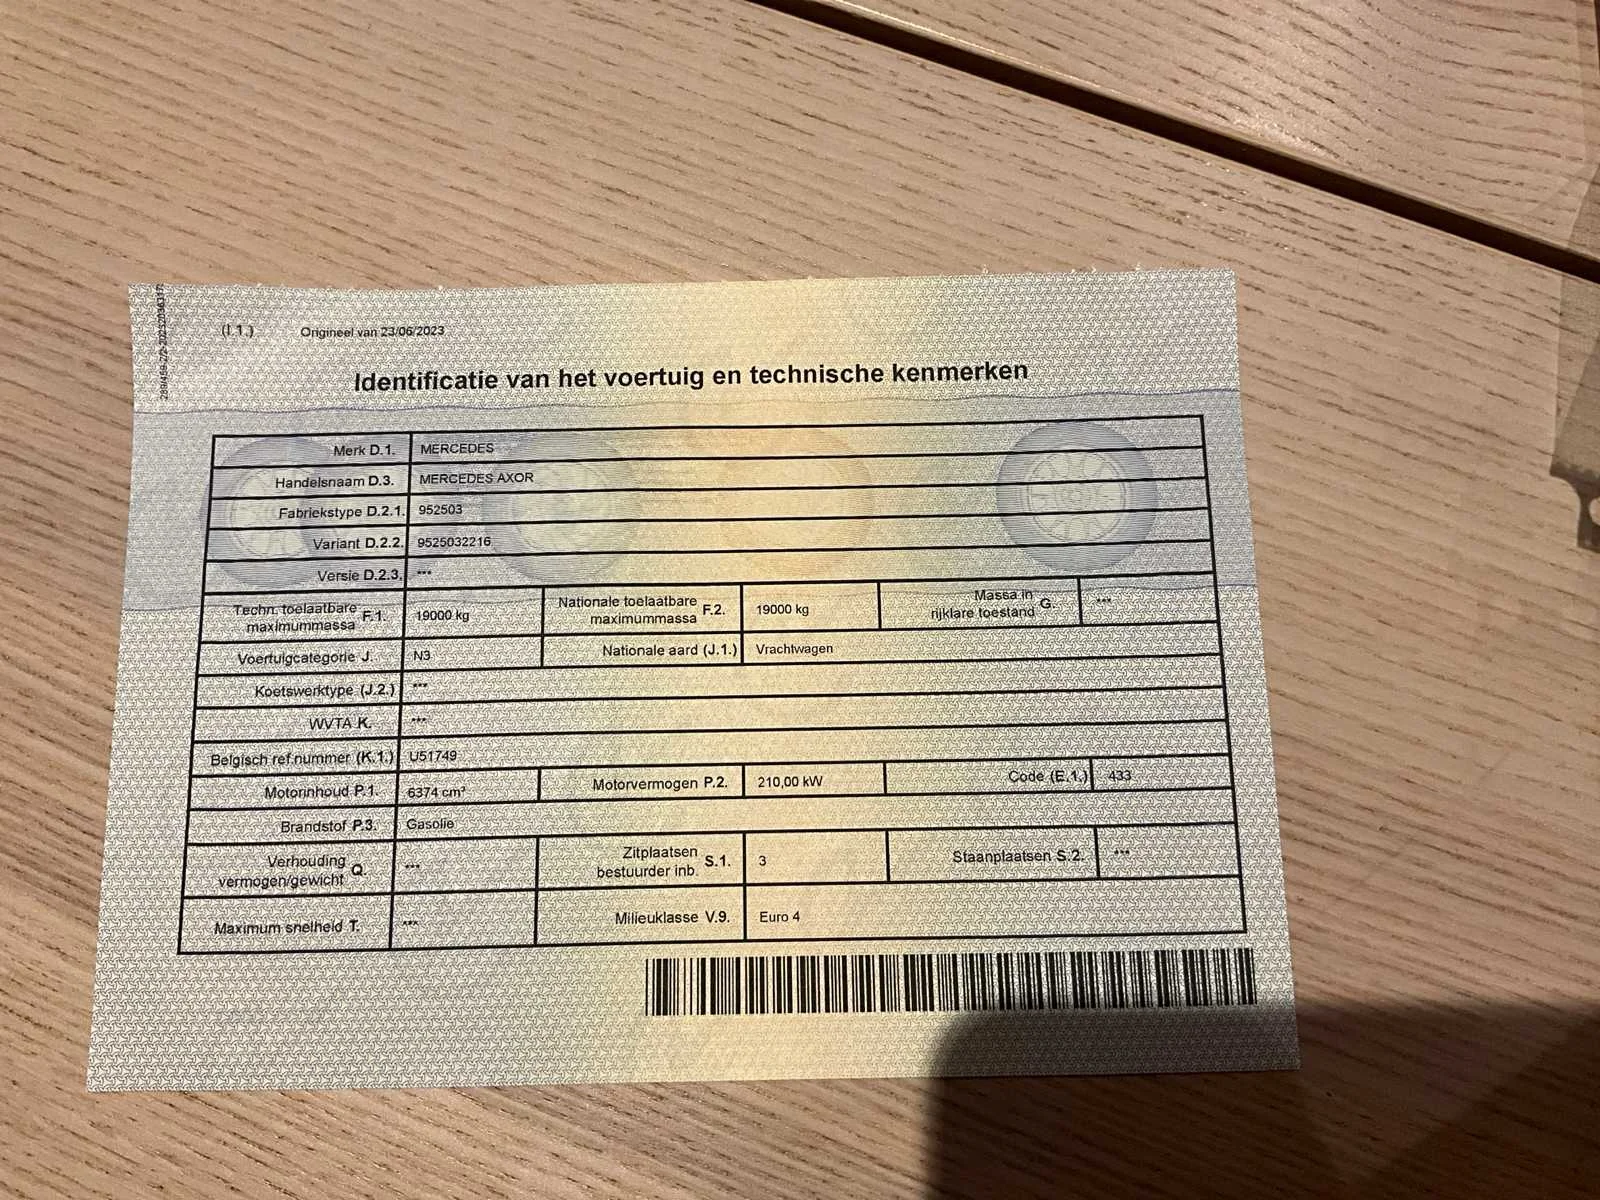 (I.1.) Origineel van 23/06/2023
Identificatie van het voertuig en technische kenmerken
Merk D.1. MERCEDES
Handelsnaam D.3. MERCEDES AXOR
Fabriekstype D.2.1. 952503
Variant D.2.2. 9525032216
Versie D.2.3. ***
Techn. toelaatbare maximummassa F.1. 19000 kg Nationale toelaatbare maximummassa F.2. 19000 kg Massa in rijklare toestand G. ***
Voertuigcategorie J. N3 Nationale aard (J.1.) Vrachtwagen
Koetswerktype (J.2.) ***
WVTA K. ***
Belgisch ref.nummer (K.1.) U51749
Motorinhoud P.1. 6374 cm³ Motorvermogen P.2. 210,00 kW Code (E.1.) 433
Brandstof P.3. Gasolie
Verhouding vermogen/gewicht Q. *** Zitplaatsen bestuurder inb. S.1. 3 Staanplaatsen S.2. ***
Maximum snelheid T. *** Milieuklasse V.9. Euro 4